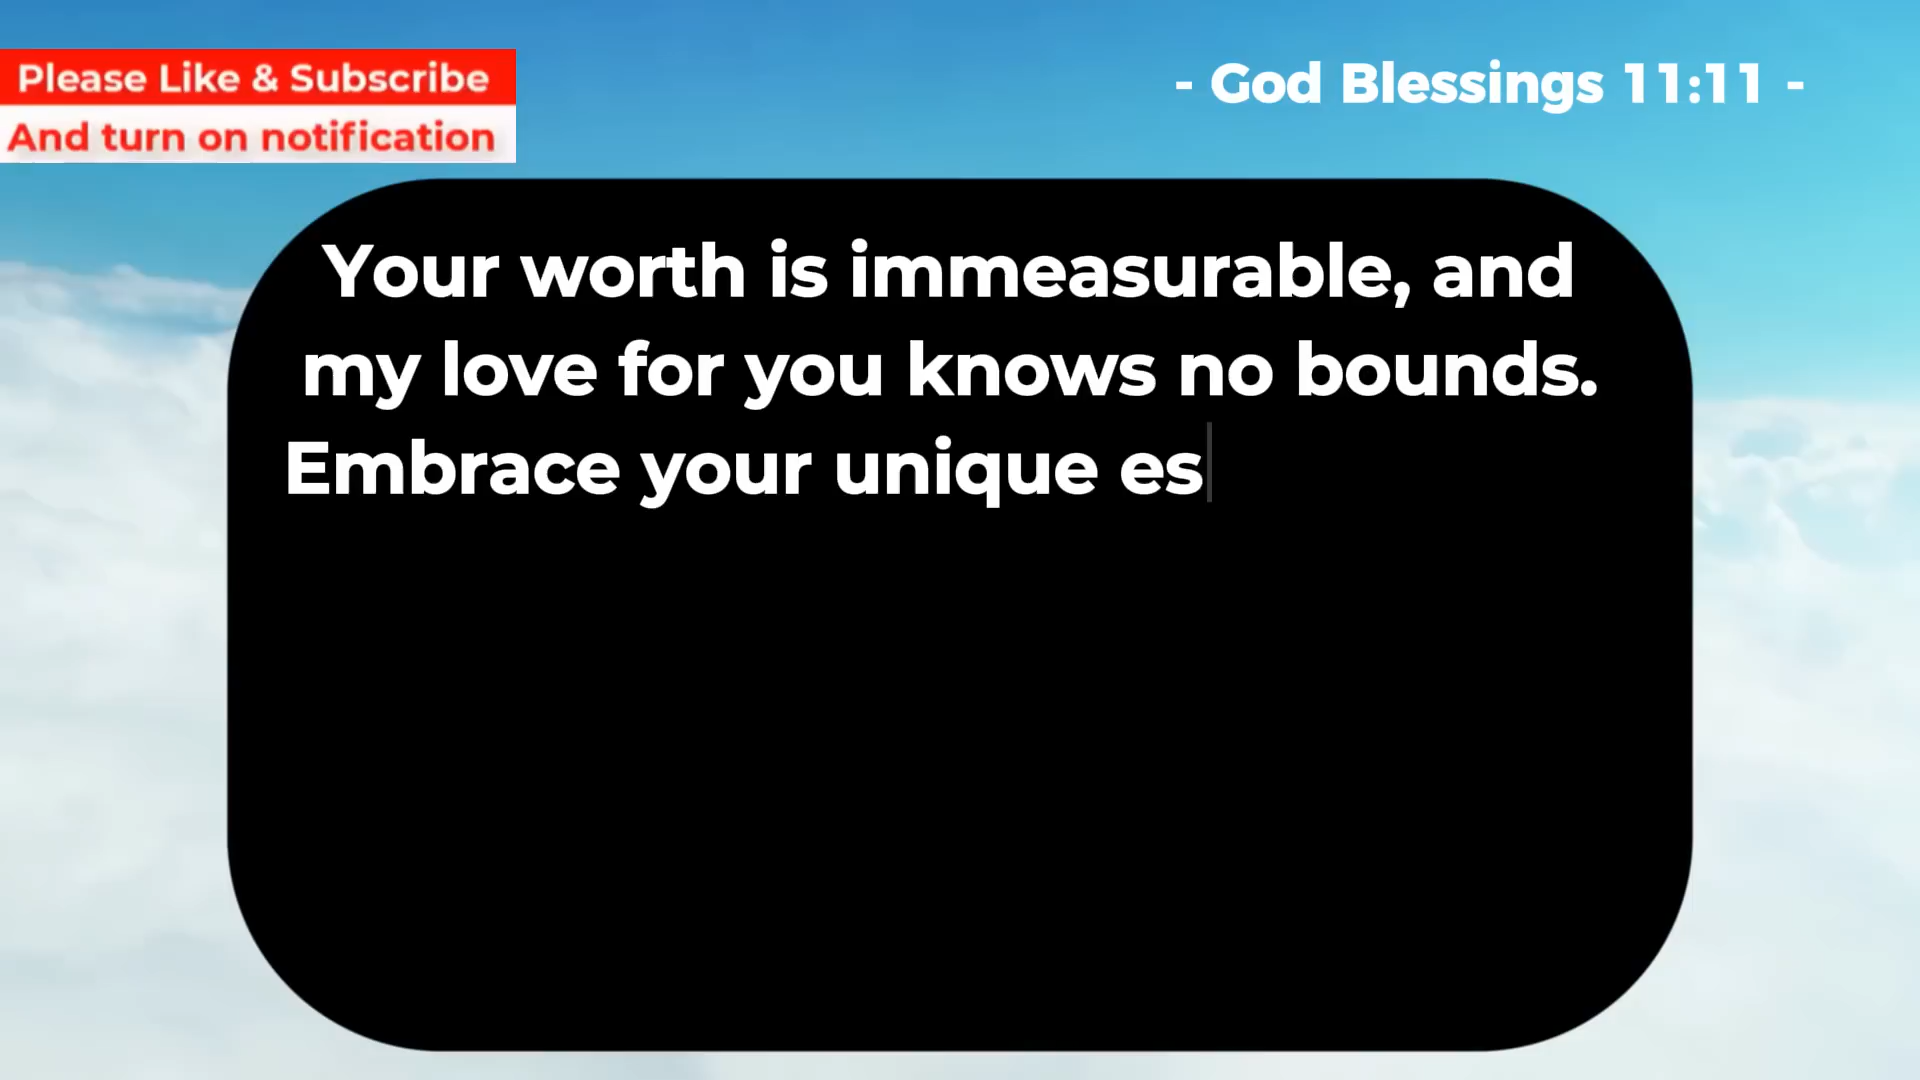 Please Like & Subscribe
And turn on notification
- God Blessings 11:11 -
Your worth is immeasurable, and
my love for you knows no bounds.
Embrace your unique es